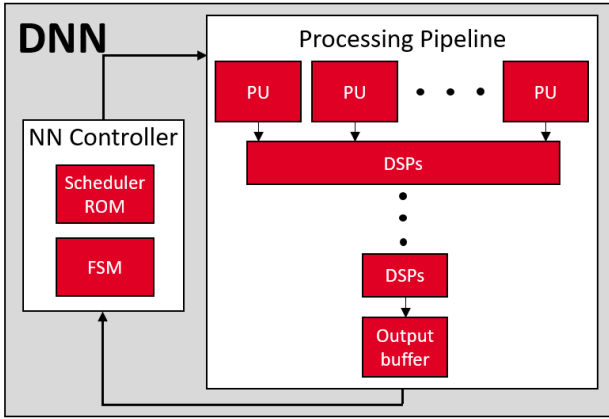 DNN
Processing Pipeline
PU
PU
PU
NN Controller
DSPs
Scheduler
ROM
FSM
DSPs
Output
buffer